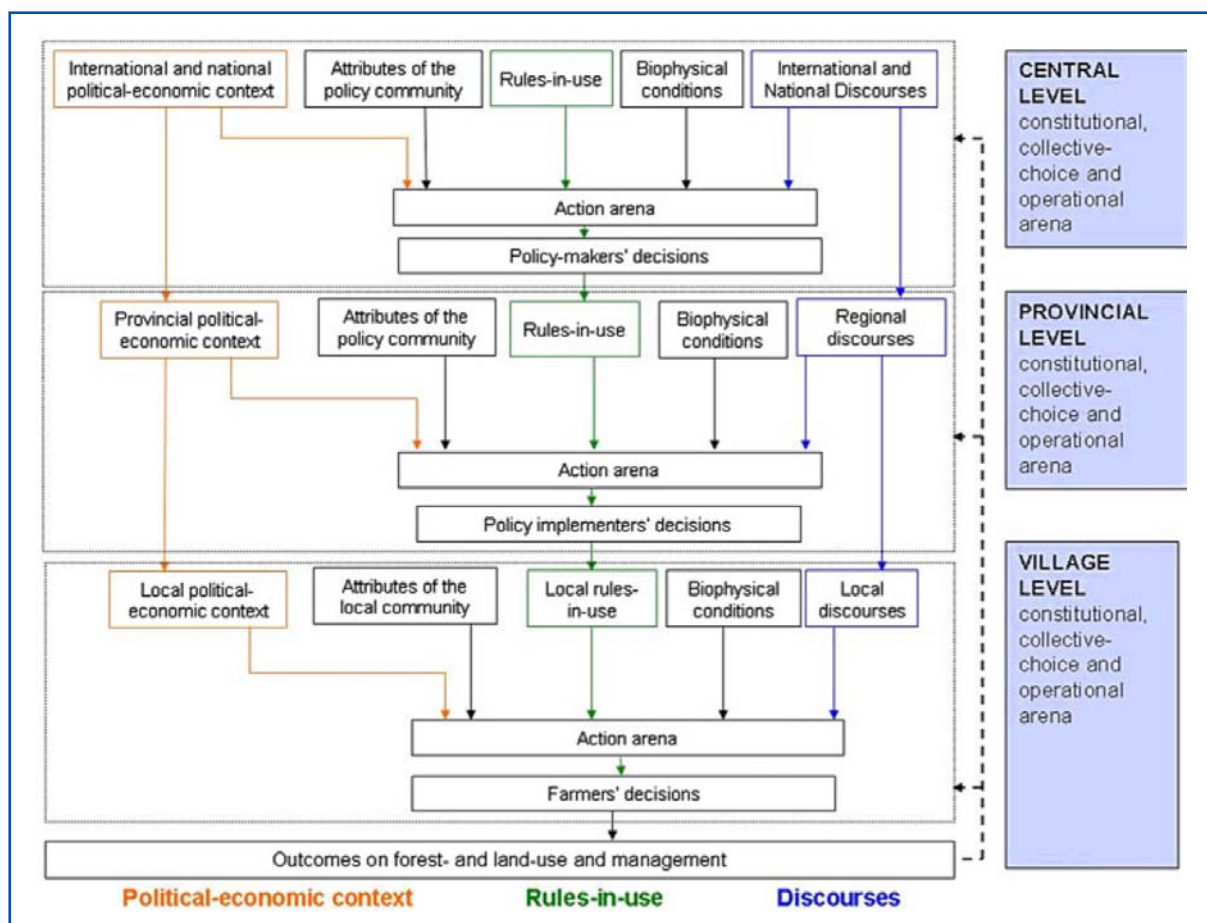 International and national
political-economic context
Attributes of the
policy community
Rules-in-use
Biophysical
conditions
International and
National Discourses
Action arena
Policy-makers' decisions
CENTRAL
LEVEL
constitutional,
collective-
choice and
operational
arena
Provincial political-
economic context
Attributes of the
policy community
Rules-in-use
Biophysical
conditions
Regional
discourses
Action arena
Policy implementers' decisions
PROVINCIAL
LEVEL
constitutional,
collective-
choice and
operational
arena
Local political-
economic context
Attributes of the
local community
Local rules-
in-use
Biophysical
conditions
Local
discourses
Action arena
Farmers' decisions
VILLAGE
LEVEL
constitutional,
collective-
choice and
operational
arena
Outcomes on forest- and land-use and management
Political-economic context
Rules-in-use
Discourses